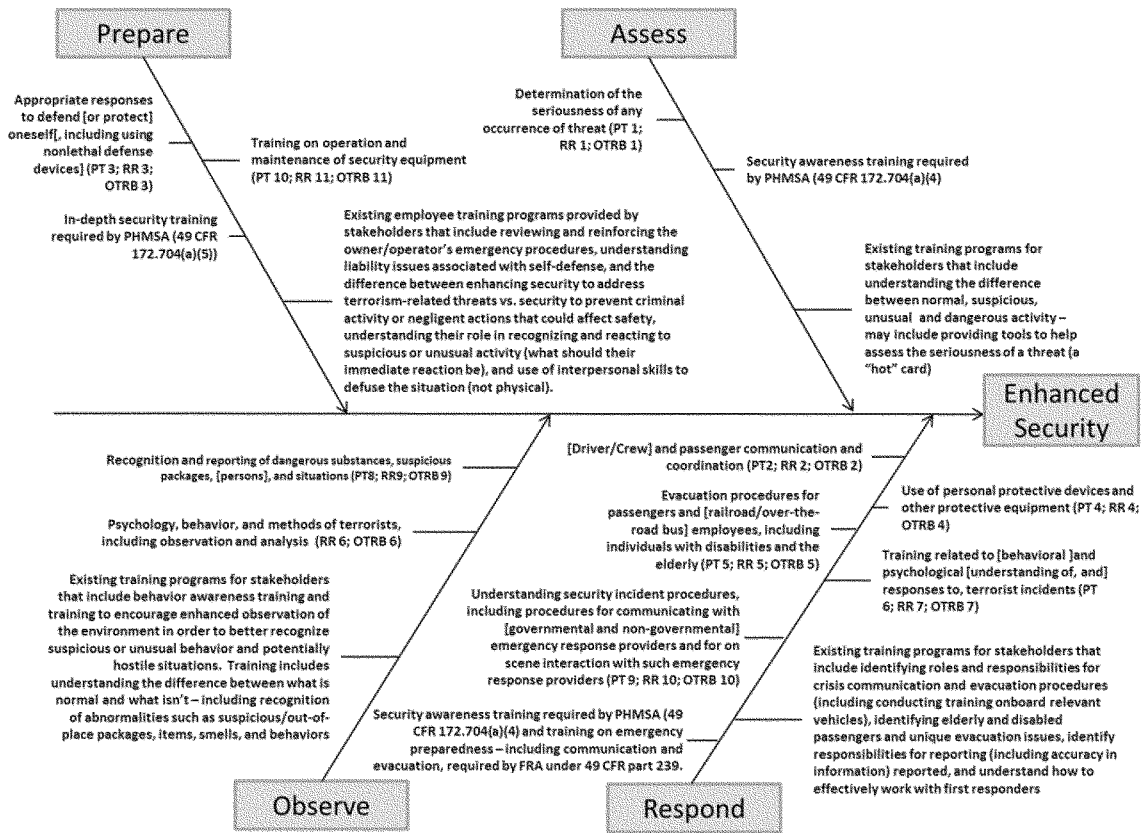 Prepare
Appropriate responses
to defend [or protect]
oneself[, including using
nonlethal defense
devices] (PT 3; RR 3;
OTRB 3)
Training on operation and
maintenance of security equipment
(PT 10; RR 11; OTRB 11)
In-depth security training
required by PHMSA (49 CFR
172.704(a)(5))
Existing employee training programs provided by
stakeholders that include reviewing and reinforcing the
owner/operator's emergency procedures, understanding
liability issues associated with self-defense, and the
difference between enhancing security to address
terrorism-related threats vs. security to prevent criminal
activity or negligent actions that could affect safety,
understanding their role in recognizing and reacting to
suspicious or unusual activity (what should their
immediate reaction be), and use of interpersonal skills to
defuse the situation (not physical).
Assess
Determination of the
seriousness of any
occurrence of threat (PT 1;
RR 1; OTRB 1)
Security awareness training required
by PHMSA (49 CFR 172.704(a)(4)
Existing training programs for
stakeholders that include
understanding the difference
between normal, suspicious,
unusual and dangerous activity –
may include providing tools to help
assess the seriousness of a threat (a
"hot" card)
Enhanced
Security
Recognition and reporting of dangerous substances, suspicious
packages, [persons], and situations (PT8; RR9; OTRB 9)
Psychology, behavior, and methods of terrorists,
including observation and analysis (RR 6; OTRB 6)
Existing training programs for stakeholders
that include behavior awareness training and
training to encourage enhanced observation of
the environment in order to better recognize
suspicious or unusual behavior and potentially
hostile situations. Training includes
understanding the difference between what is
normal and what isn't – including recognition
of abnormalities such as suspicious/out-of-
place packages, items, smells, and behaviors
Observe
[Driver/Crew] and passenger communication and
coordination (PT2; RR 2; OTRB 2)
Evacuation procedures for
passengers and [railroad/over-the-
road bus] employees, including
individuals with disabilities and the
elderly (PT 5; RR 5; OTRB 5)
Understanding security incident procedures,
including procedures for communicating with
[governmental and non-governmental]
emergency response providers and for on
scene interaction with such emergency
response providers (PT 9; RR 10; OTRB 10)
Security awareness training required by PHMSA (49
CFR 172.704(a)(4) and training on emergency
preparedness – including communication and
evacuation, required by FRA under 49 CFR part 239.
Use of personal protective devices and
other protective equipment (PT 4; RR 4;
OTRB 4)
Training related to [behavioral ]and
psychological [understanding of, and]
responses to, terrorist incidents (PT
6; RR 7; OTRB 7)
Existing training programs for stakeholders that
include identifying roles and responsibilities for
crisis communication and evacuation procedures
(including conducting training onboard relevant
vehicles), identifying elderly and disabled
passengers and unique evacuation issues, identify
responsibilities for reporting (including accuracy in
information) reported, and understand how to
effectively work with first responders
Respond